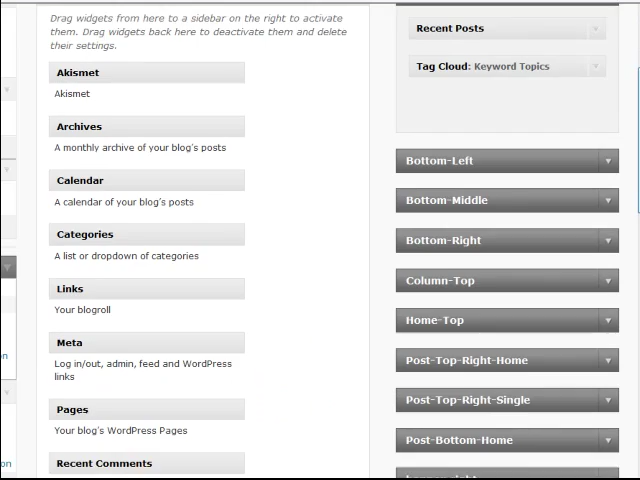 Drag widgets from here to a sidebar on the right to activate
them. Drag widgets back here to deactivate them and delete
their settings.
Akismet
Akismet
Archives
A monthly archive of your blog's posts
Calendar
A calendar of your blog's posts
Categories
A list or dropdown of categories
Links
Your blogroll
Meta
Log in/out, admin, feed and WordPress
links
Pages
Your blog's WordPress Pages
Recent Comments
Recent Posts
Tag Cloud: Keyword Topics
Bottom-Left
Bottom-Middle
Bottom-Right
Column-Top
Home-Top
Post-Top-Right-Home
Post-Top-Right-Single
Post-Bottom-Home
on
on